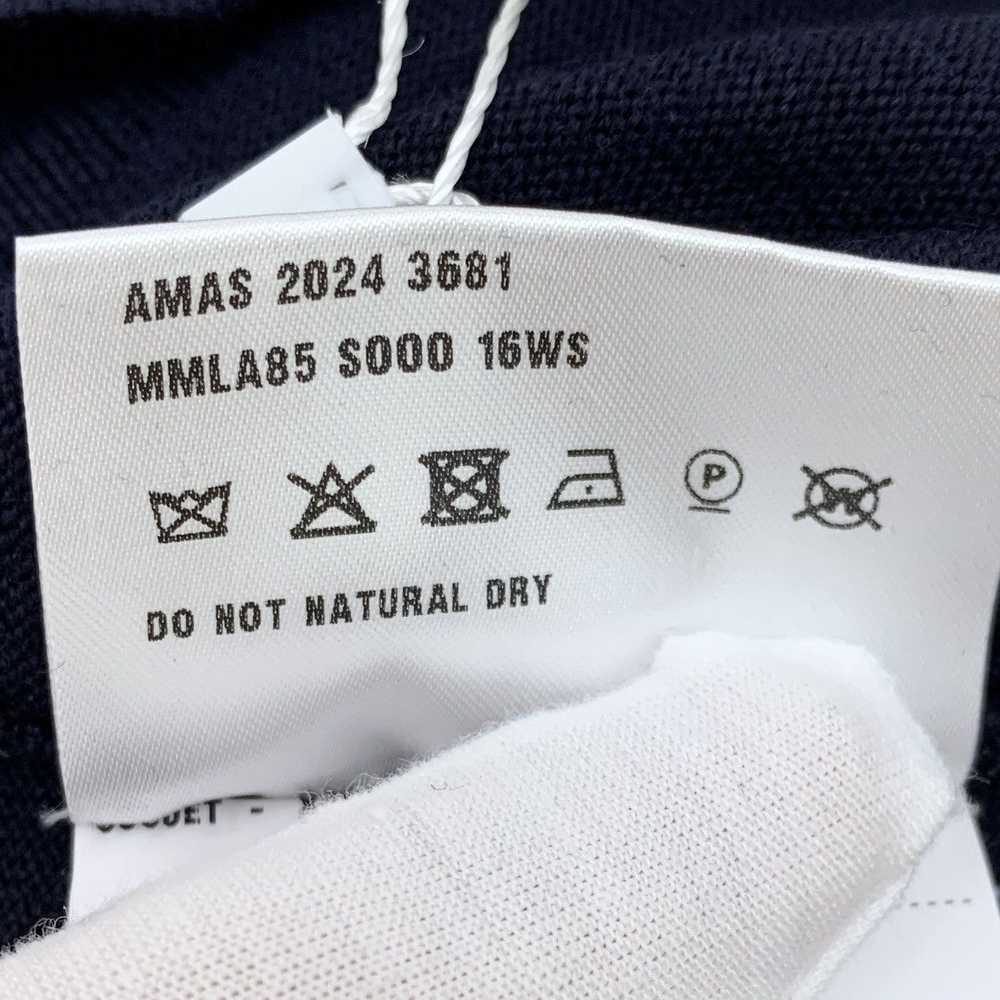 AMAS 2024 3681
MMLA85 S000 16WS
P
W
DO NOT NATURAL DRY